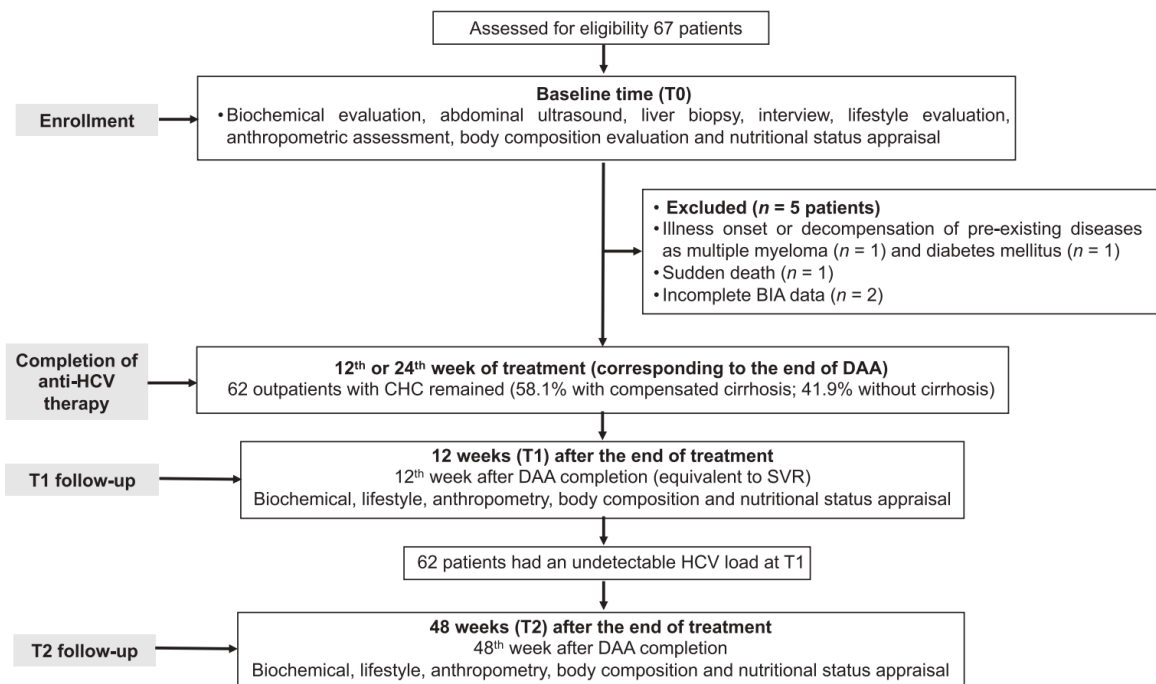 Assessed for eligibility 67 patients
Enrollment
Baseline time (T0)
•Biochemical evaluation, abdominal ultrasound, liver biopsy, interview, lifestyle evaluation,
anthropometric assessment, body composition evaluation and nutritional status appraisal
• Excluded (n = 5 patients)
•Illness onset or decompensation of pre-existing diseases
as multiple myeloma (n = 1) and diabetes mellitus (n = 1)
•Sudden death (n = 1)
•Incomplete BIA data (n = 2)
Completion of
anti-HCV
therapy
12th or 24th week of treatment (corresponding to the end of DAA)
62 outpatients with CHC remained (58.1% with compensated cirrhosis; 41.9% without cirrhosis)
T1 follow-up
12 weeks (T1) after the end of treatment
12th week after DAA completion (equivalent to SVR)
Biochemical, lifestyle, anthropometry, body composition and nutritional status appraisal
62 patients had an undetectable HCV load at T1
T2 follow-up
48 weeks (T2) after the end of treatment
48th week after DAA completion
Biochemical, lifestyle, anthropometry, body composition and nutritional status appraisal